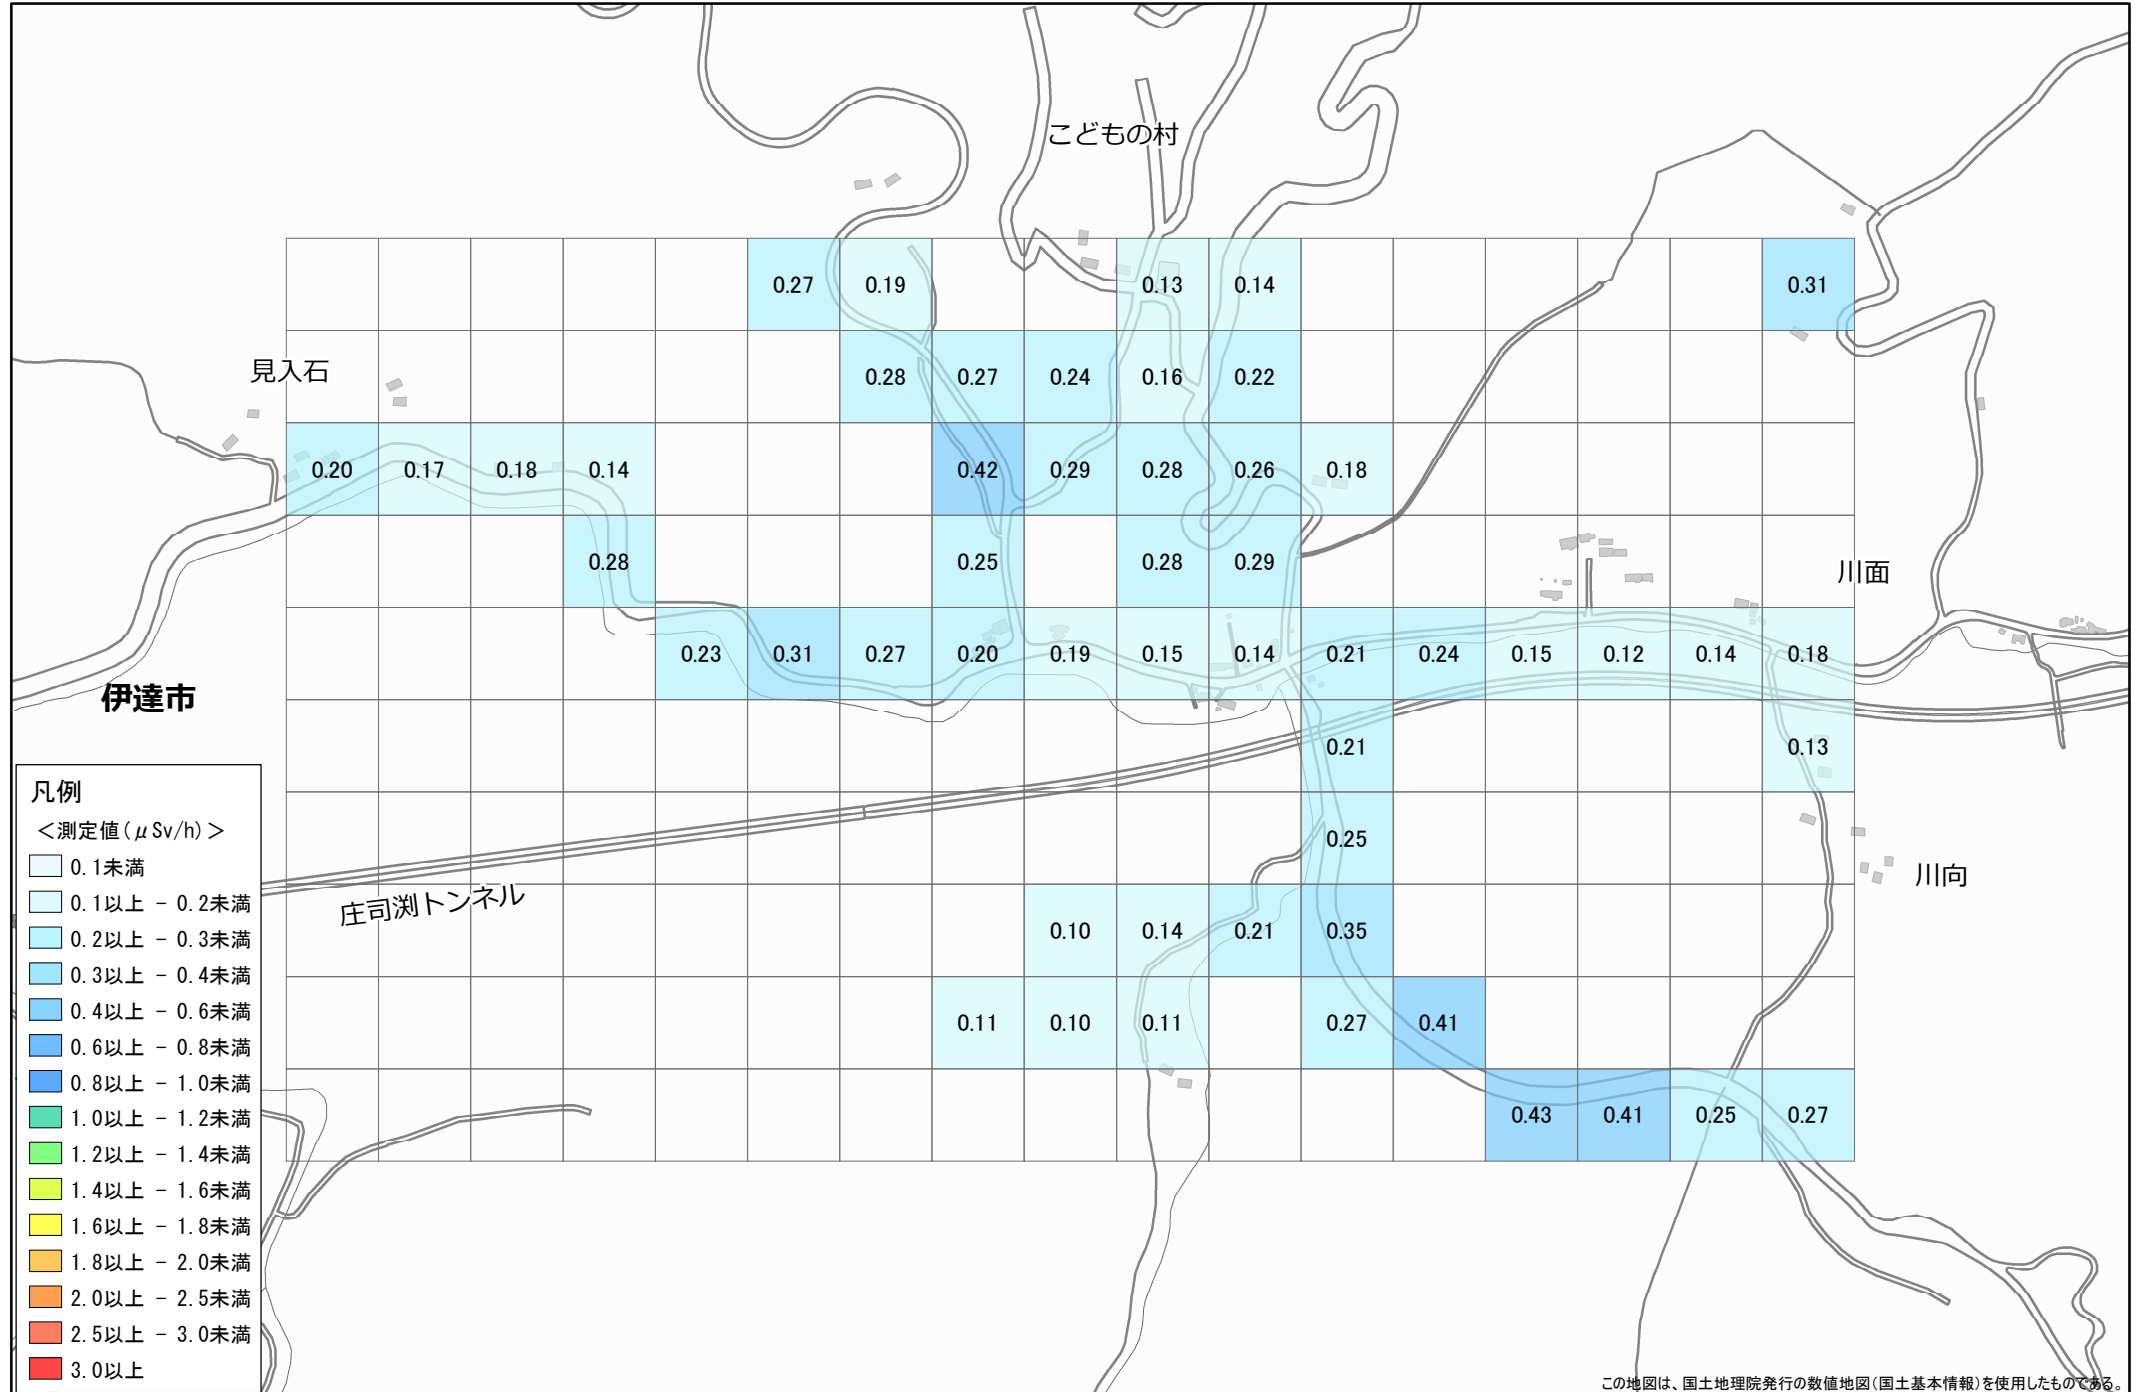 こどもの村
0.27 0.19 0.13 0.14 0.31
見入石
0.28 0.27 0.24 0.16 0.22
0.20 0.17 0.18 0.14 0.42 0.29 0.28 0.26 0.18
0.28 0.25 0.28 0.29
川面
0.23 0.31 0.27 0.20 0.19 0.15 0.14 0.21 0.24 0.15 0.12 0.14 0.18
伊達市
0.21 0.13
0.25
川向
庄司渕トンネル
0.10 0.14 0.21 0.35
0.11 0.10 0.11 0.27 0.41
0.43 0.41 0.25 0.27
凡例
＜測定値(μSv/h)＞
0.1未満
0.1以上 - 0.2未満
0.2以上 - 0.3未満
0.3以上 - 0.4未満
0.4以上 - 0.6未満
0.6以上 - 0.8未満
0.8以上 - 1.0未満
1.0以上 - 1.2未満
1.2以上 - 1.4未満
1.4以上 - 1.6未満
1.6以上 - 1.8未満
1.8以上 - 2.0未満
2.0以上 - 2.5未満
2.5以上 - 3.0未満
3.0以上
この地図は、国土地理院発行の数値地図(国土基本情報)を使用したものである。